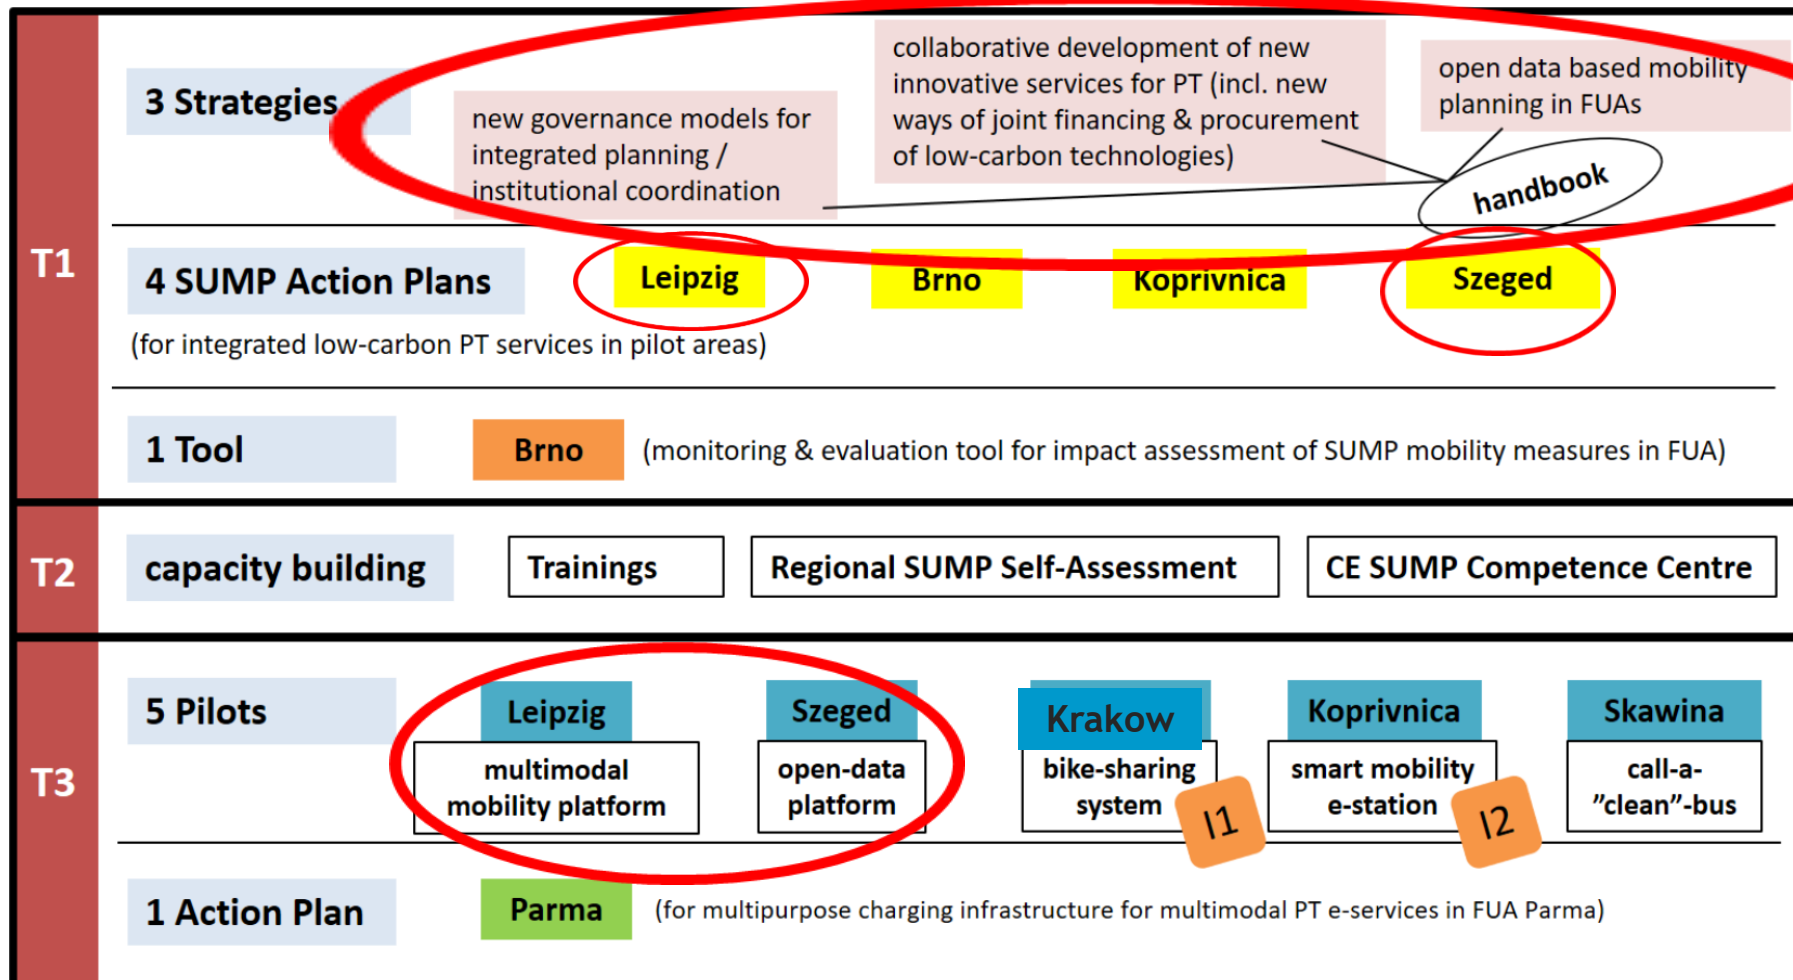 T1
3 Strategies
new governance models for
integrated planning /
institutional coordination
collaborative development of new
innovative services for PT (incl. new
ways of joint financing & procurement
of low-carbon technologies)
open data based mobility
planning in FUAs
handbook
4 SUMP Action Plans
Leipzig
Brno
Koprivnica
Szeged
(for integrated low-carbon PT services in pilot areas)
1 Tool
Brno
(monitoring & evaluation tool for impact assessment of SUMP mobility measures in FUA)
T2
capacity building
Trainings
Regional SUMP Self-Assessment
CE SUMP Competence Centre
T3
5 Pilots
Leipzig
multimodal
mobility platform
Szeged
open-data
platform
Krakow
bike-sharing
system
I1
Koprivnica
smart mobility
e-station
I2
Skawina
call-a-
”clean”-bus
1 Action Plan
Parma
(for multipurpose charging infrastructure for multimodal PT e-services in FUA Parma)